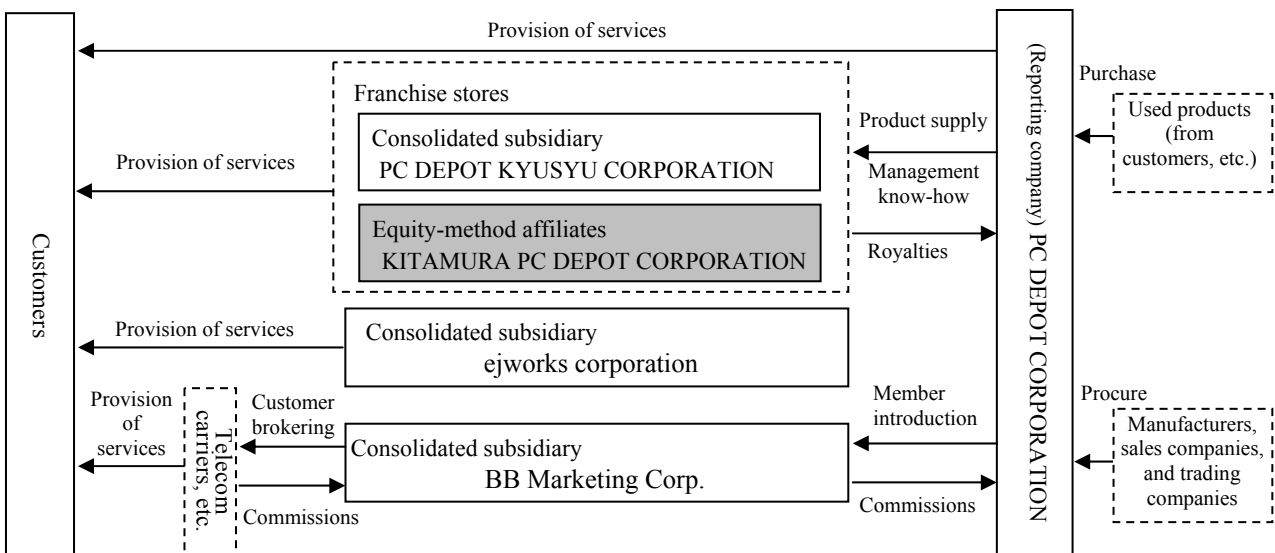 Provision of services
Franchise stores
Consolidated subsidiary
PC DEPOT KYUSYU CORPORATION
Equity-method affiliates
KITAMURA PC DEPOT CORPORATION
Provision of services
Product supply
Management
know-how
Royalties
(Reporting company) PC DEPOT CORPORATION
Purchase
Used products
(from
customers, etc.)
Customers
Provision of services
Consolidated subsidiary
ejworks corporation
Provision
of
services
Telecom
carriers, etc.
Customer
brokering
Commissions
Consolidated subsidiary
BB Marketing Corp.
Member
introduction
Commissions
Procure
Manufacturers,
sales companies,
and trading
companies